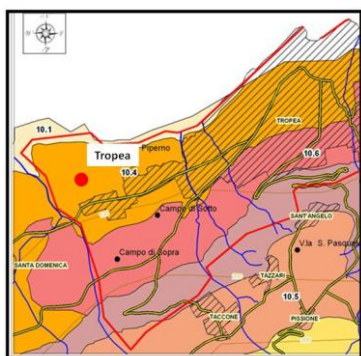 10.1
Tropea
Piperno
10.4
TROPEA
10.6
Campo di Sotto
SANT'ANGELO
Campo di Sopra
V.la S. Pasquale
SANTA DOMENICA
TAZZARI
10.5
TACCONE
PISSIONE